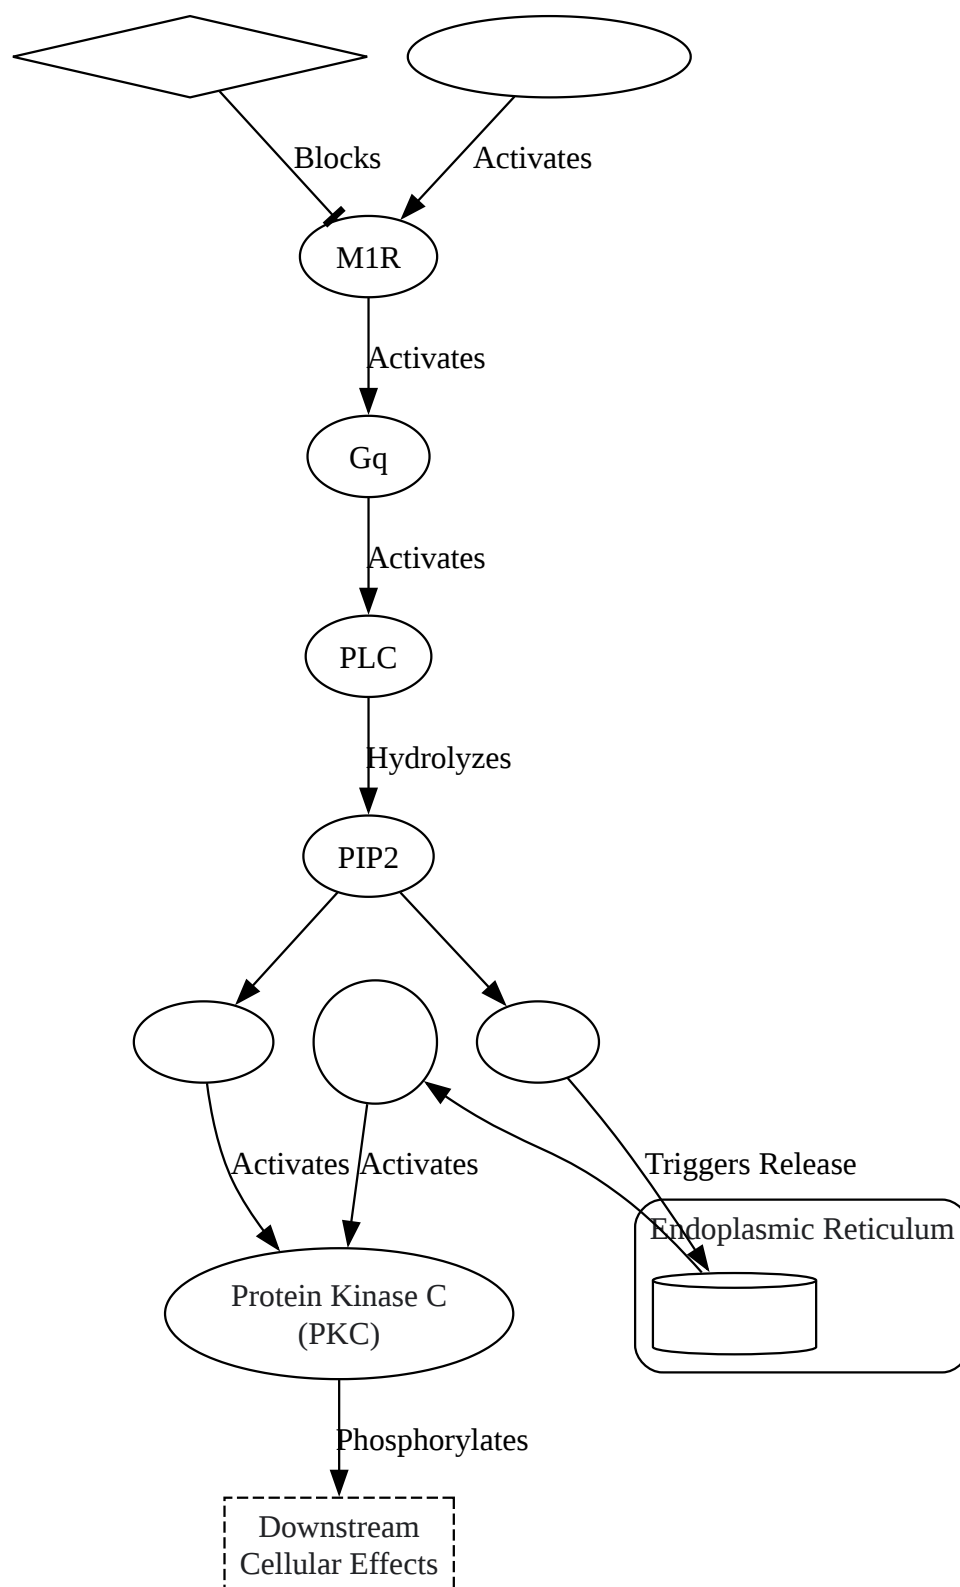 Blocks
Activates
M1R
Activates
Gq
Activates
PLC
Hydrolyzes
PIP2
Activates
Activates
Triggers Release
Endoplasmic Reticulum
Protein Kinase C
(PKC)
Phosphorylates
Downstream
Cellular Effects